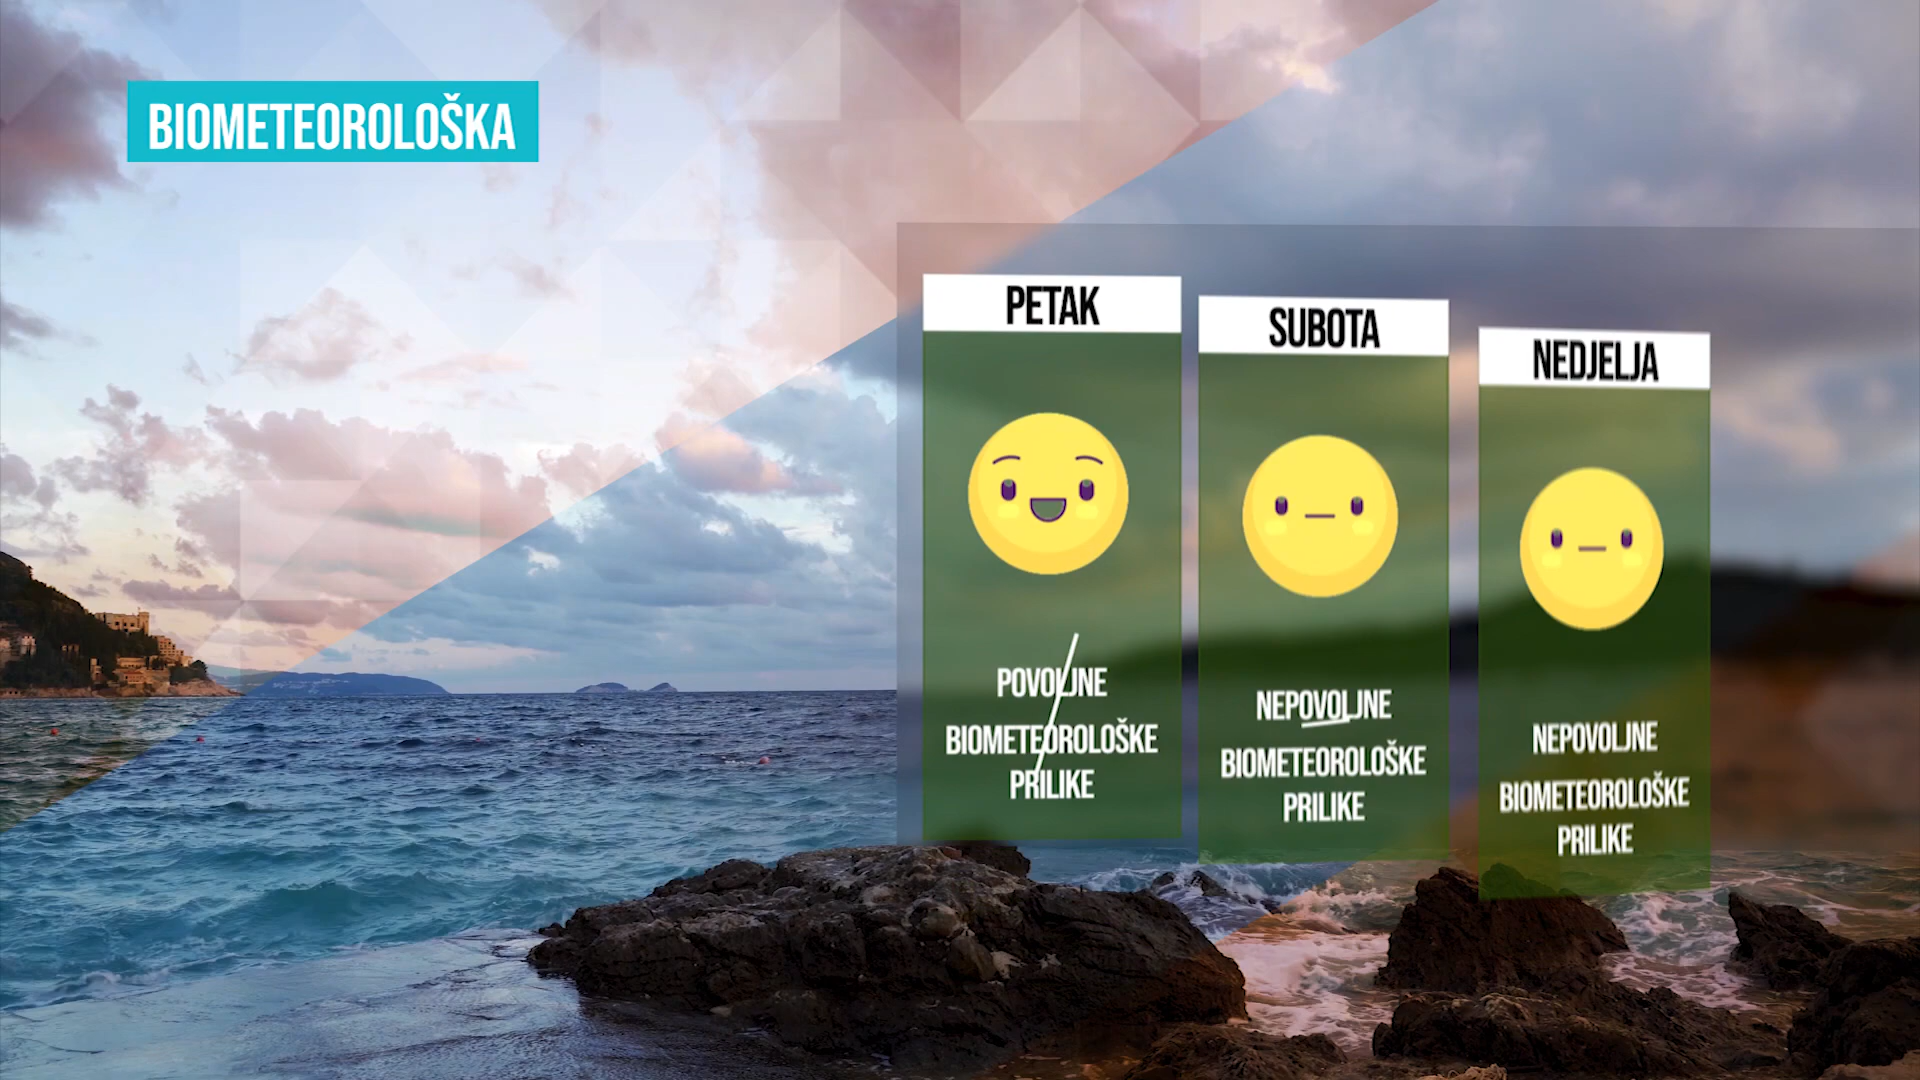 BIOMETEOROLOŠKA
PETAK
POVOLJNE
BIOMETEOROLOŠKE
PRILIKE
SUBOTA
NEPOVOLJNE
BIOMETEOROLOŠKE
PRILIKE
NEDJELJA
NEPOVOLJNE
BIOMETEOROLOŠKE
PRILIKE